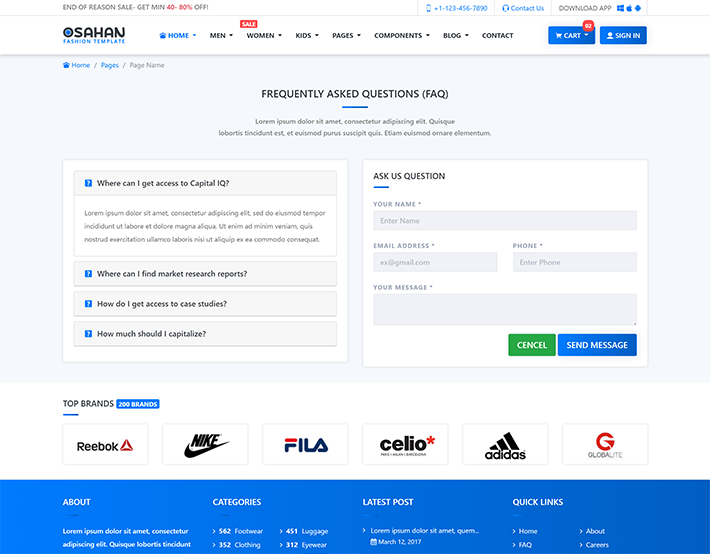 END OF REASON SALE- GET MIN 40- 80% OFF!
+1-123-456-7890
Contact Us
DOWNLOAD APP
OSAHAN
FASHION TEMPLATE
HOME
MEN
SALE
WOMEN
KIDS
PAGES
COMPONENTS
BLOG
CONTACT
CART
02
SIGN IN
Home / Pages / Page Name
FREQUENTLY ASKED QUESTIONS (FAQ)
Lorem ipsum dolor sit amet, consectetur adipiscing elit. Quisque
lobortis tincidunt est, et euismod purus suscipit quis. Etiam euismod ornare elementum.
Where can I get access to Capital IQ?
Lorem ipsum dolor sit amet, consectetur adipiscing elit, sed do eiusmod tempor
incididunt ut labore et dolore magna aliqua. Ut enim ad minim veniam, quis
nostrud exercitation ullamco laboris nisi ut aliquip ex ea commodo consequat.
Where can I find market research reports?
How do I get access to case studies?
How much should I capitalize?
ASK US QUESTION
YOUR NAME *
Enter Name
EMAIL ADDRESS *
ex@gmail.com
PHONE *
Enter Phone
YOUR MESSAGE *
CENCEL
SEND MESSAGE
TOP BRANDS 200 BRANDS
Reebok
NIKE
FILA
celio*
PARIS | MILAN | BARCELONA
adidas
GLOBALITE
ABOUT
Lorem ipsum dolor sit amet, consectetur
adipiscing elit. Quisque lobortis tincidunt
CATEGORIES
562 Footwear
451 Luggage
352 Clothing
312 Eyewear
LATEST POST
Lorem ipsum dolor sit amet, quem...
March 12, 2017
QUICK LINKS
Home
About
FAQ
Careers